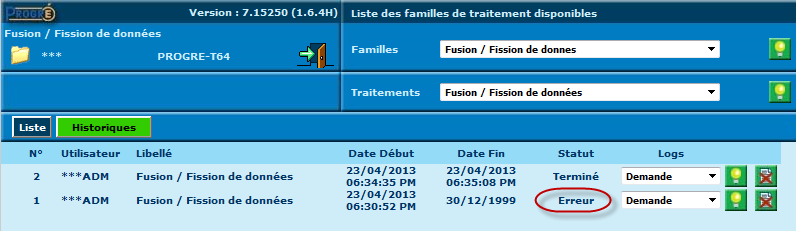 PROGRÉ
Version : 7.15250 (1.6.4H)
Liste des familles de traitement disponibles
Fusion / Fission de données
*** PROGRE-T64
Familles Fusion / Fission de donnes
Traitements Fusion / Fission de données
Liste Historiques
N° Utilisateur Libellé Date Début Date Fin Statut Logs
2 ***ADM Fusion / Fission de données 23/04/2013 06:34:35 PM 23/04/2013 06:35:08 PM Terminé Demande
1 ***ADM Fusion / Fission de données 23/04/2013 06:30:52 PM 30/12/1999 Erreur Demande